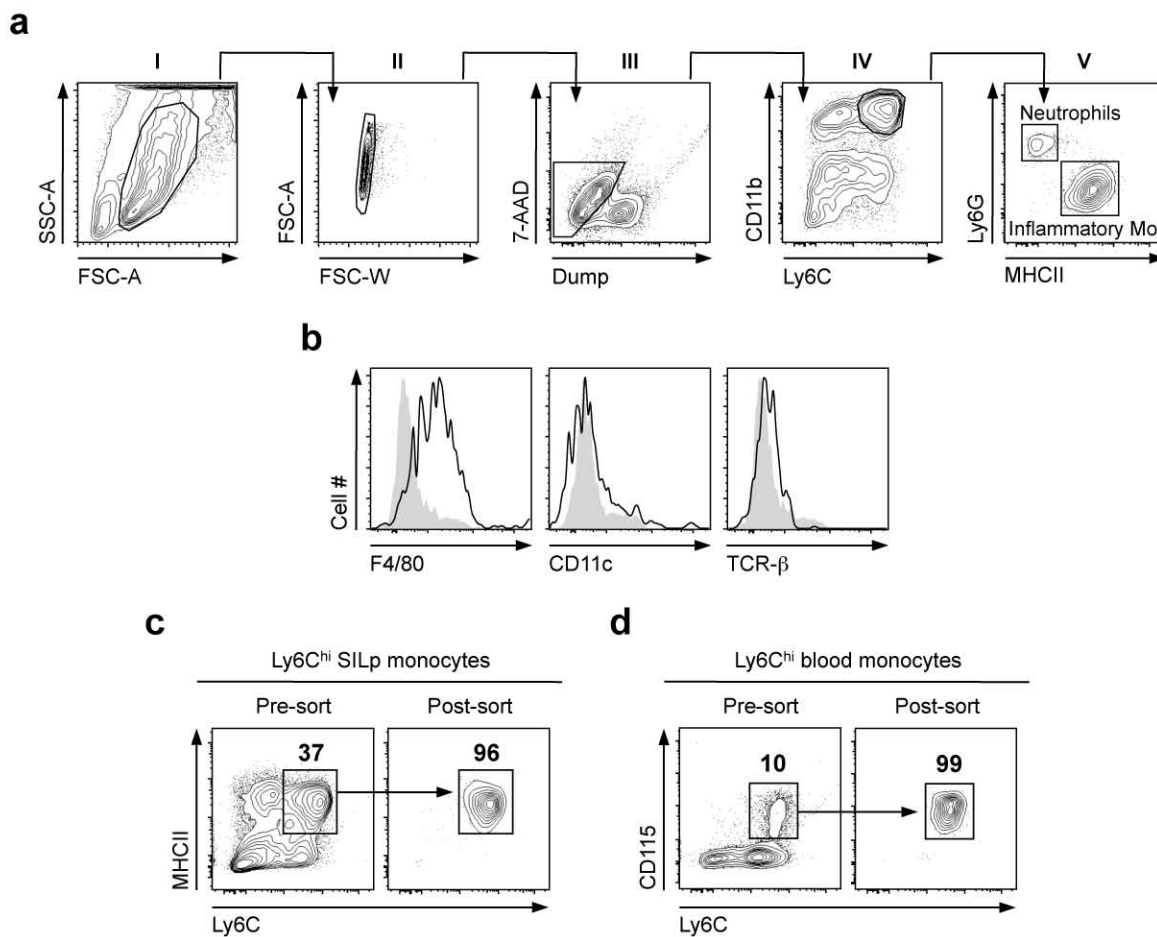 a
I II III IV V
SSC-A
FSC-A
FSC-A
FSC-W
7-AAD
Dump
CD11b
Ly6C
Ly6G
Neutrophils
Inflammatory Mo
MHCII
b
Cell #
F4/80
CD11c
TCR-β
c
Ly6Chi SILp monocytes
Pre-sort Post-sort
37 96
MHCII
Ly6C
d
Ly6Chi blood monocytes
Pre-sort Post-sort
10 99
CD115
Ly6C